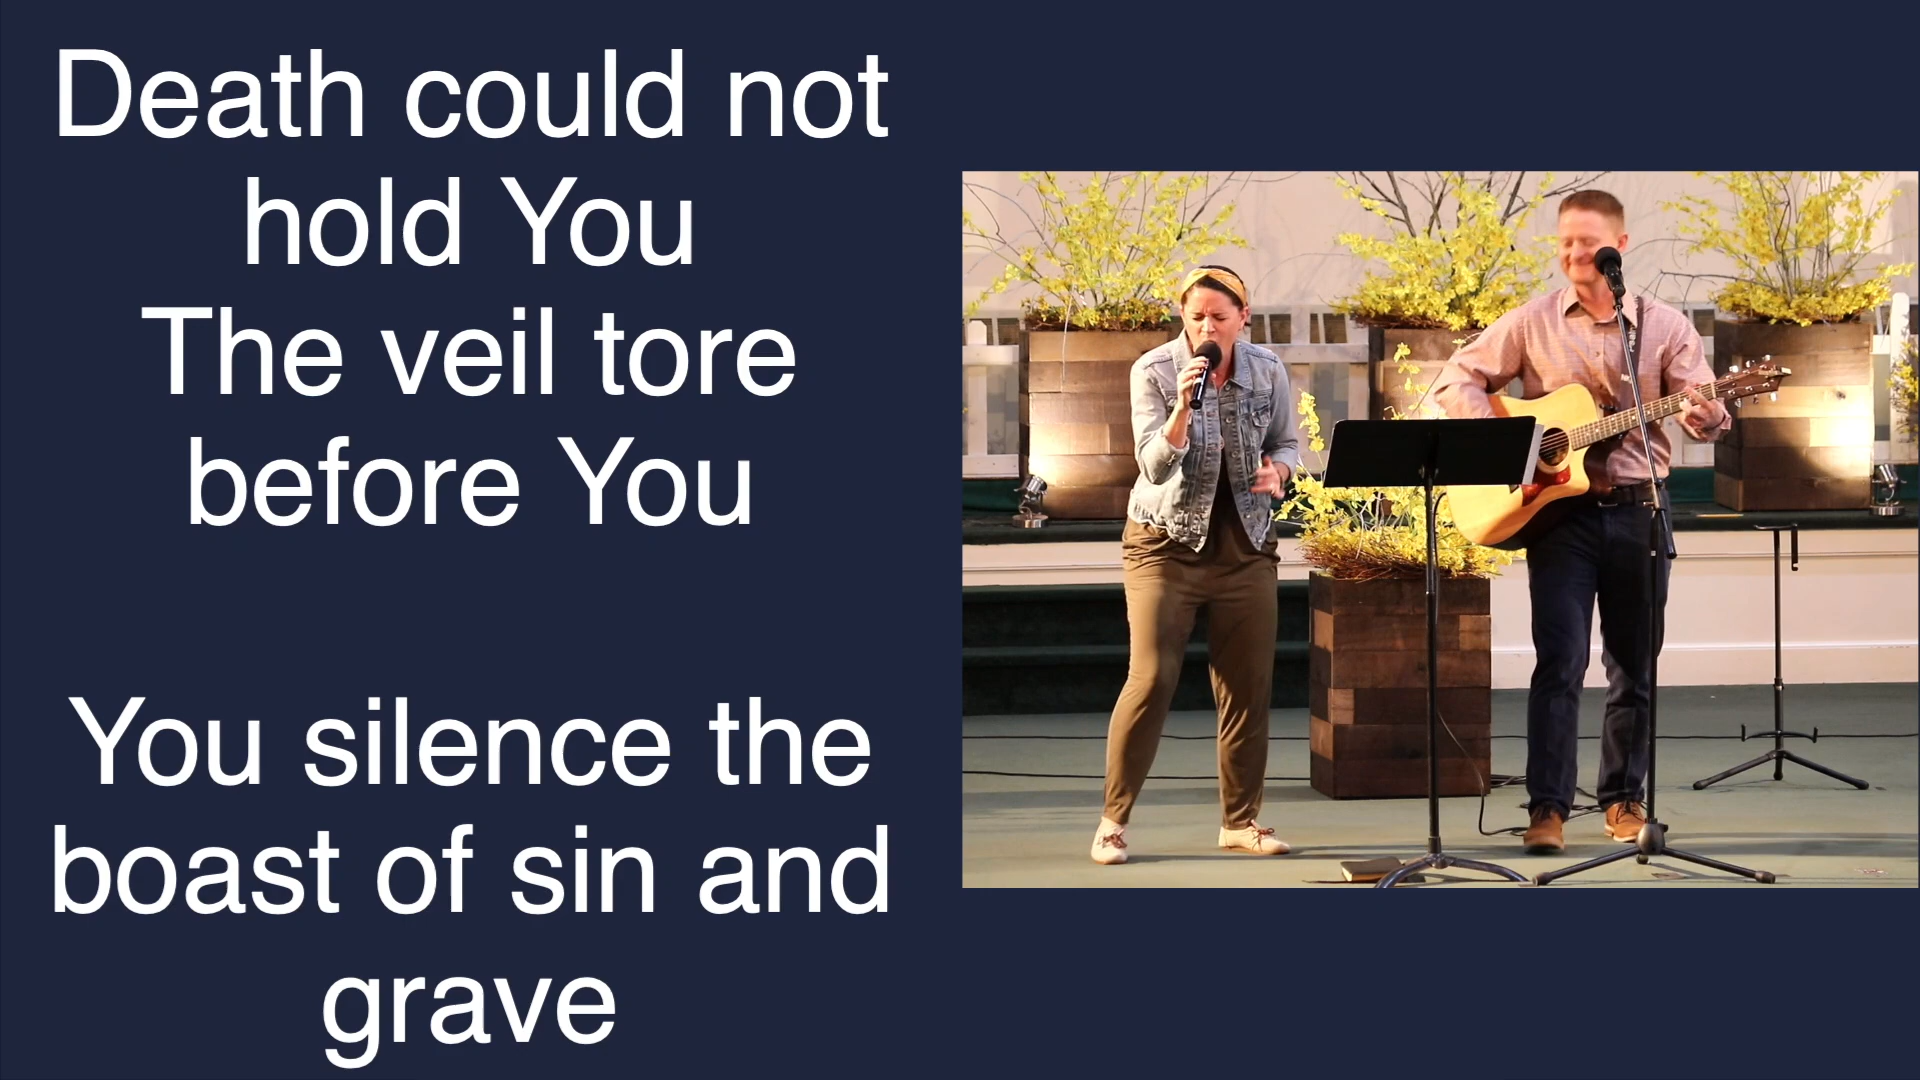 Death could not
hold You
The veil tore
before You
You silence the
boast of sin and
grave